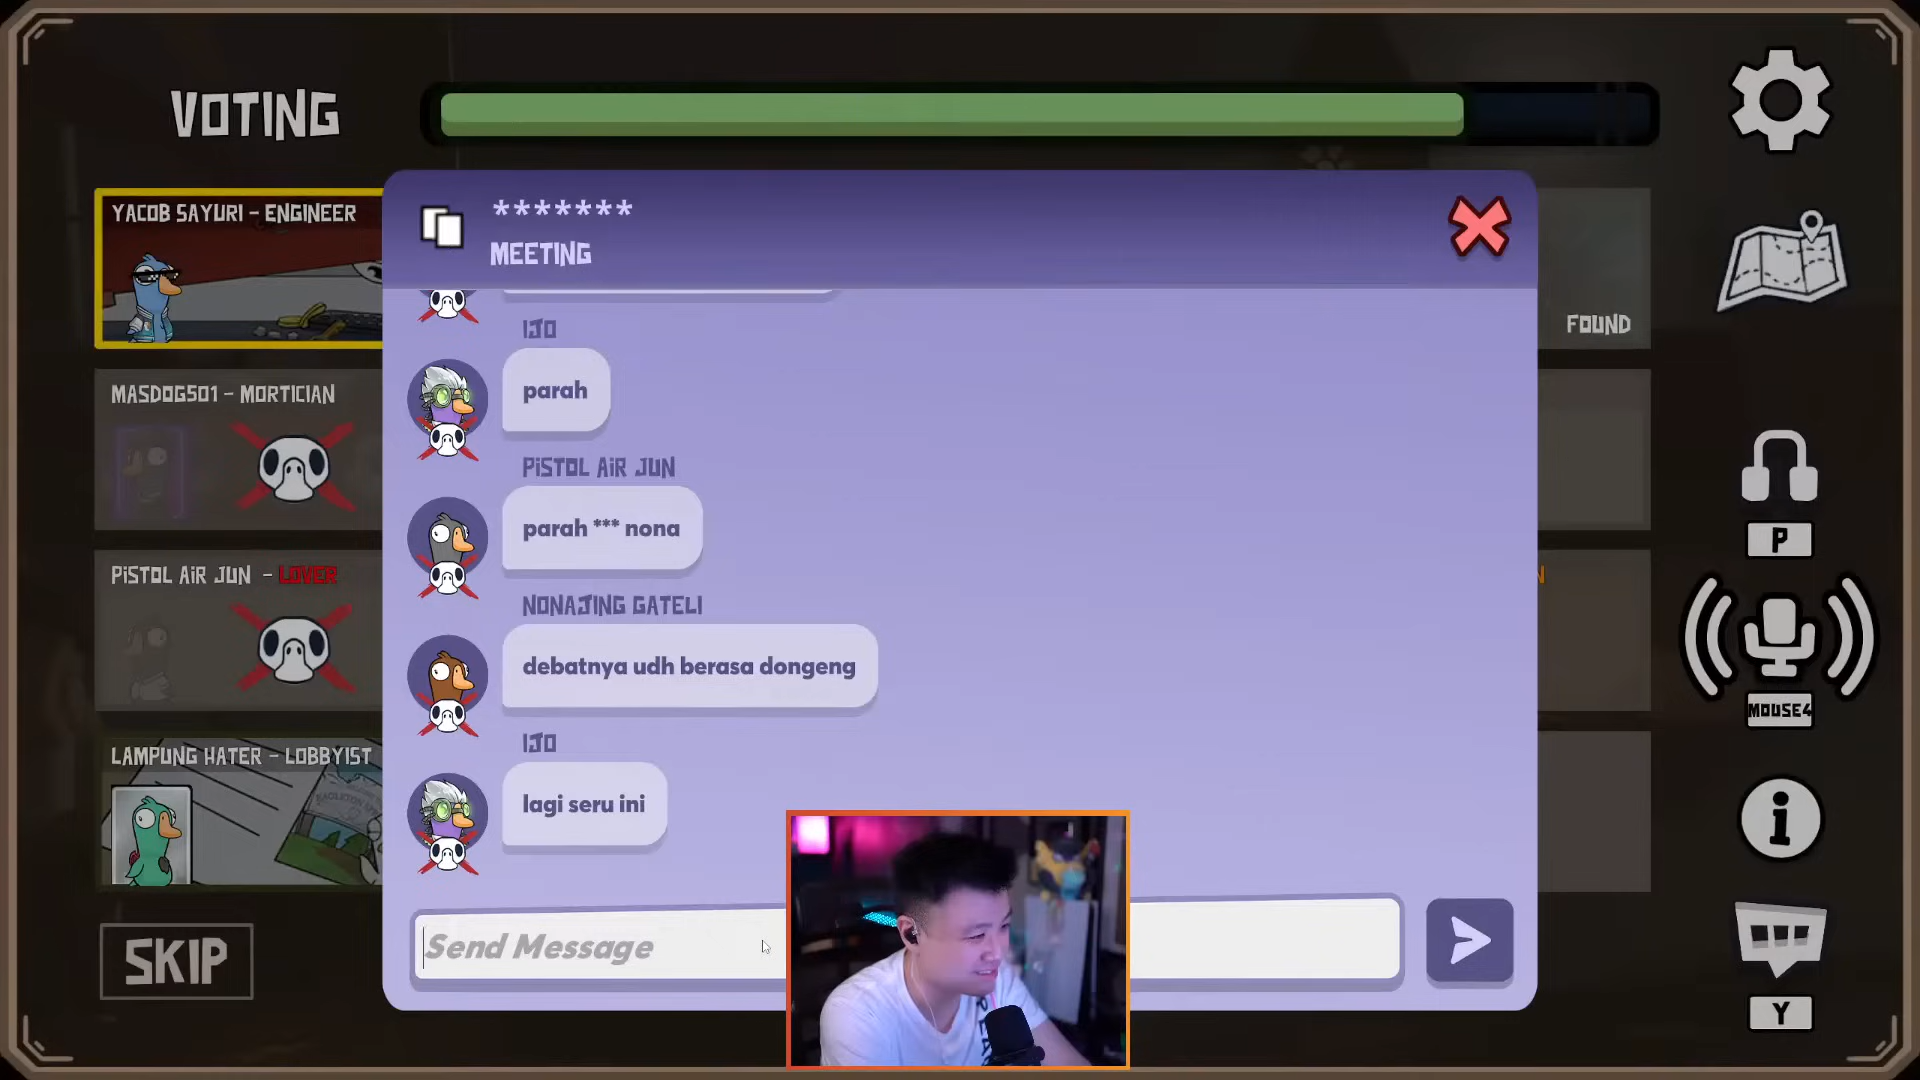 VOTING
*******
MEETING
YACOB SAYURI - ENGINEER
FOUND
IJO
parah
MASDOG501 - MORTICIAN
PISTOL AIR JUN
parah *** nona
P
PISTOL AIR JUN - LOVER
N
NONAJING GATELI
debatnya udh berasa dongeng
MOUSE4
IJO
lagi seru ini
LAMPUNG HATER - LOBBYIST
Send Message
SKIP
Y